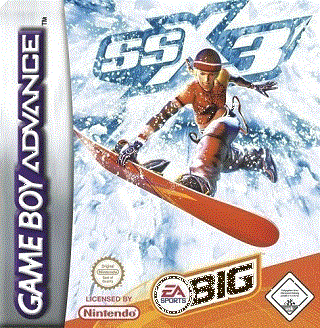 GAME BOY ADVANCE
SSX3
LICENSED BY
Nintendo
EA
SPORTS
BIG